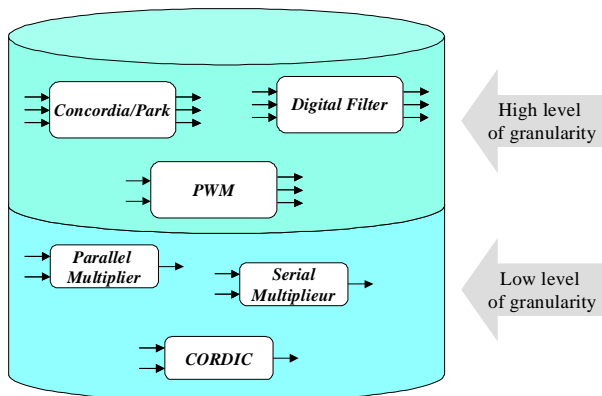 Concordia/Park
Digital Filter
High level
of granularity
PWM
Parallel
Multiplier
Serial
Multiplieur
Low level
of granularity
CORDIC